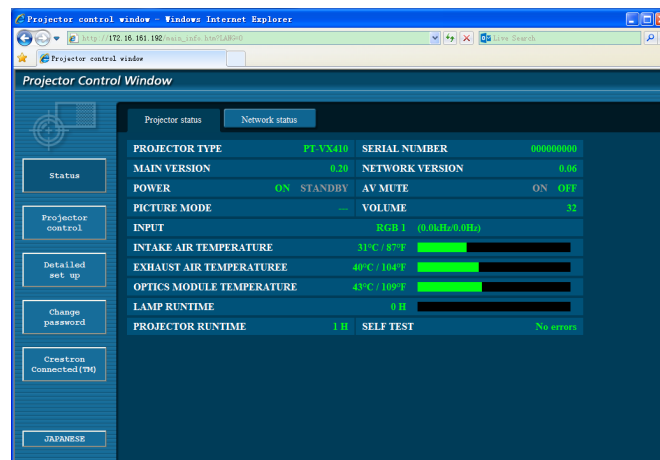 Projector control window - Windows Internet Explorer
http://172.16.161.192/main_info.htm?LANG=0
Live Search
Projector control window
Projector Control Window
Projector status
Network status
PROJECTOR TYPE PT-VX410 SERIAL NUMBER 000000000
MAIN VERSION 0.20 NETWORK VERSION 0.06
POWER ON STANDBY AV MUTE ON OFF
PICTURE MODE --- VOLUME 32
INPUT RGB 1 (0.0kHz/0.0Hz)
INTAKE AIR TEMPERATURE 31°C / 87°F
EXHAUST AIR TEMPERATUREE 40°C / 104°F
OPTICS MODULE TEMPERATURE 43°C / 109°F
LAMP RUNTIME 0 H
PROJECTOR RUNTIME 1 H SELF TEST No errors
Status
Projector
control
Detailed
set up
Change
password
Crestron
Connected(TM)
JAPANESE